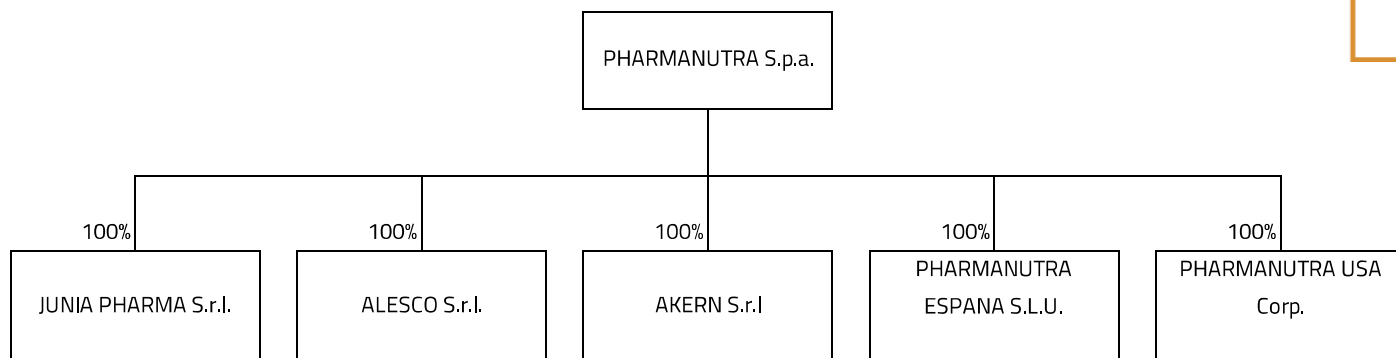 PHARMANUTRA S.p.a.
100%
100%
100%
100%
100%
JUNIA PHARMA S.r.l.
ALESCO S.r.l.
AKERN S.r.l
PHARMANUTRA
ESPANA S.L.U.
PHARMANUTRA USA
Corp.